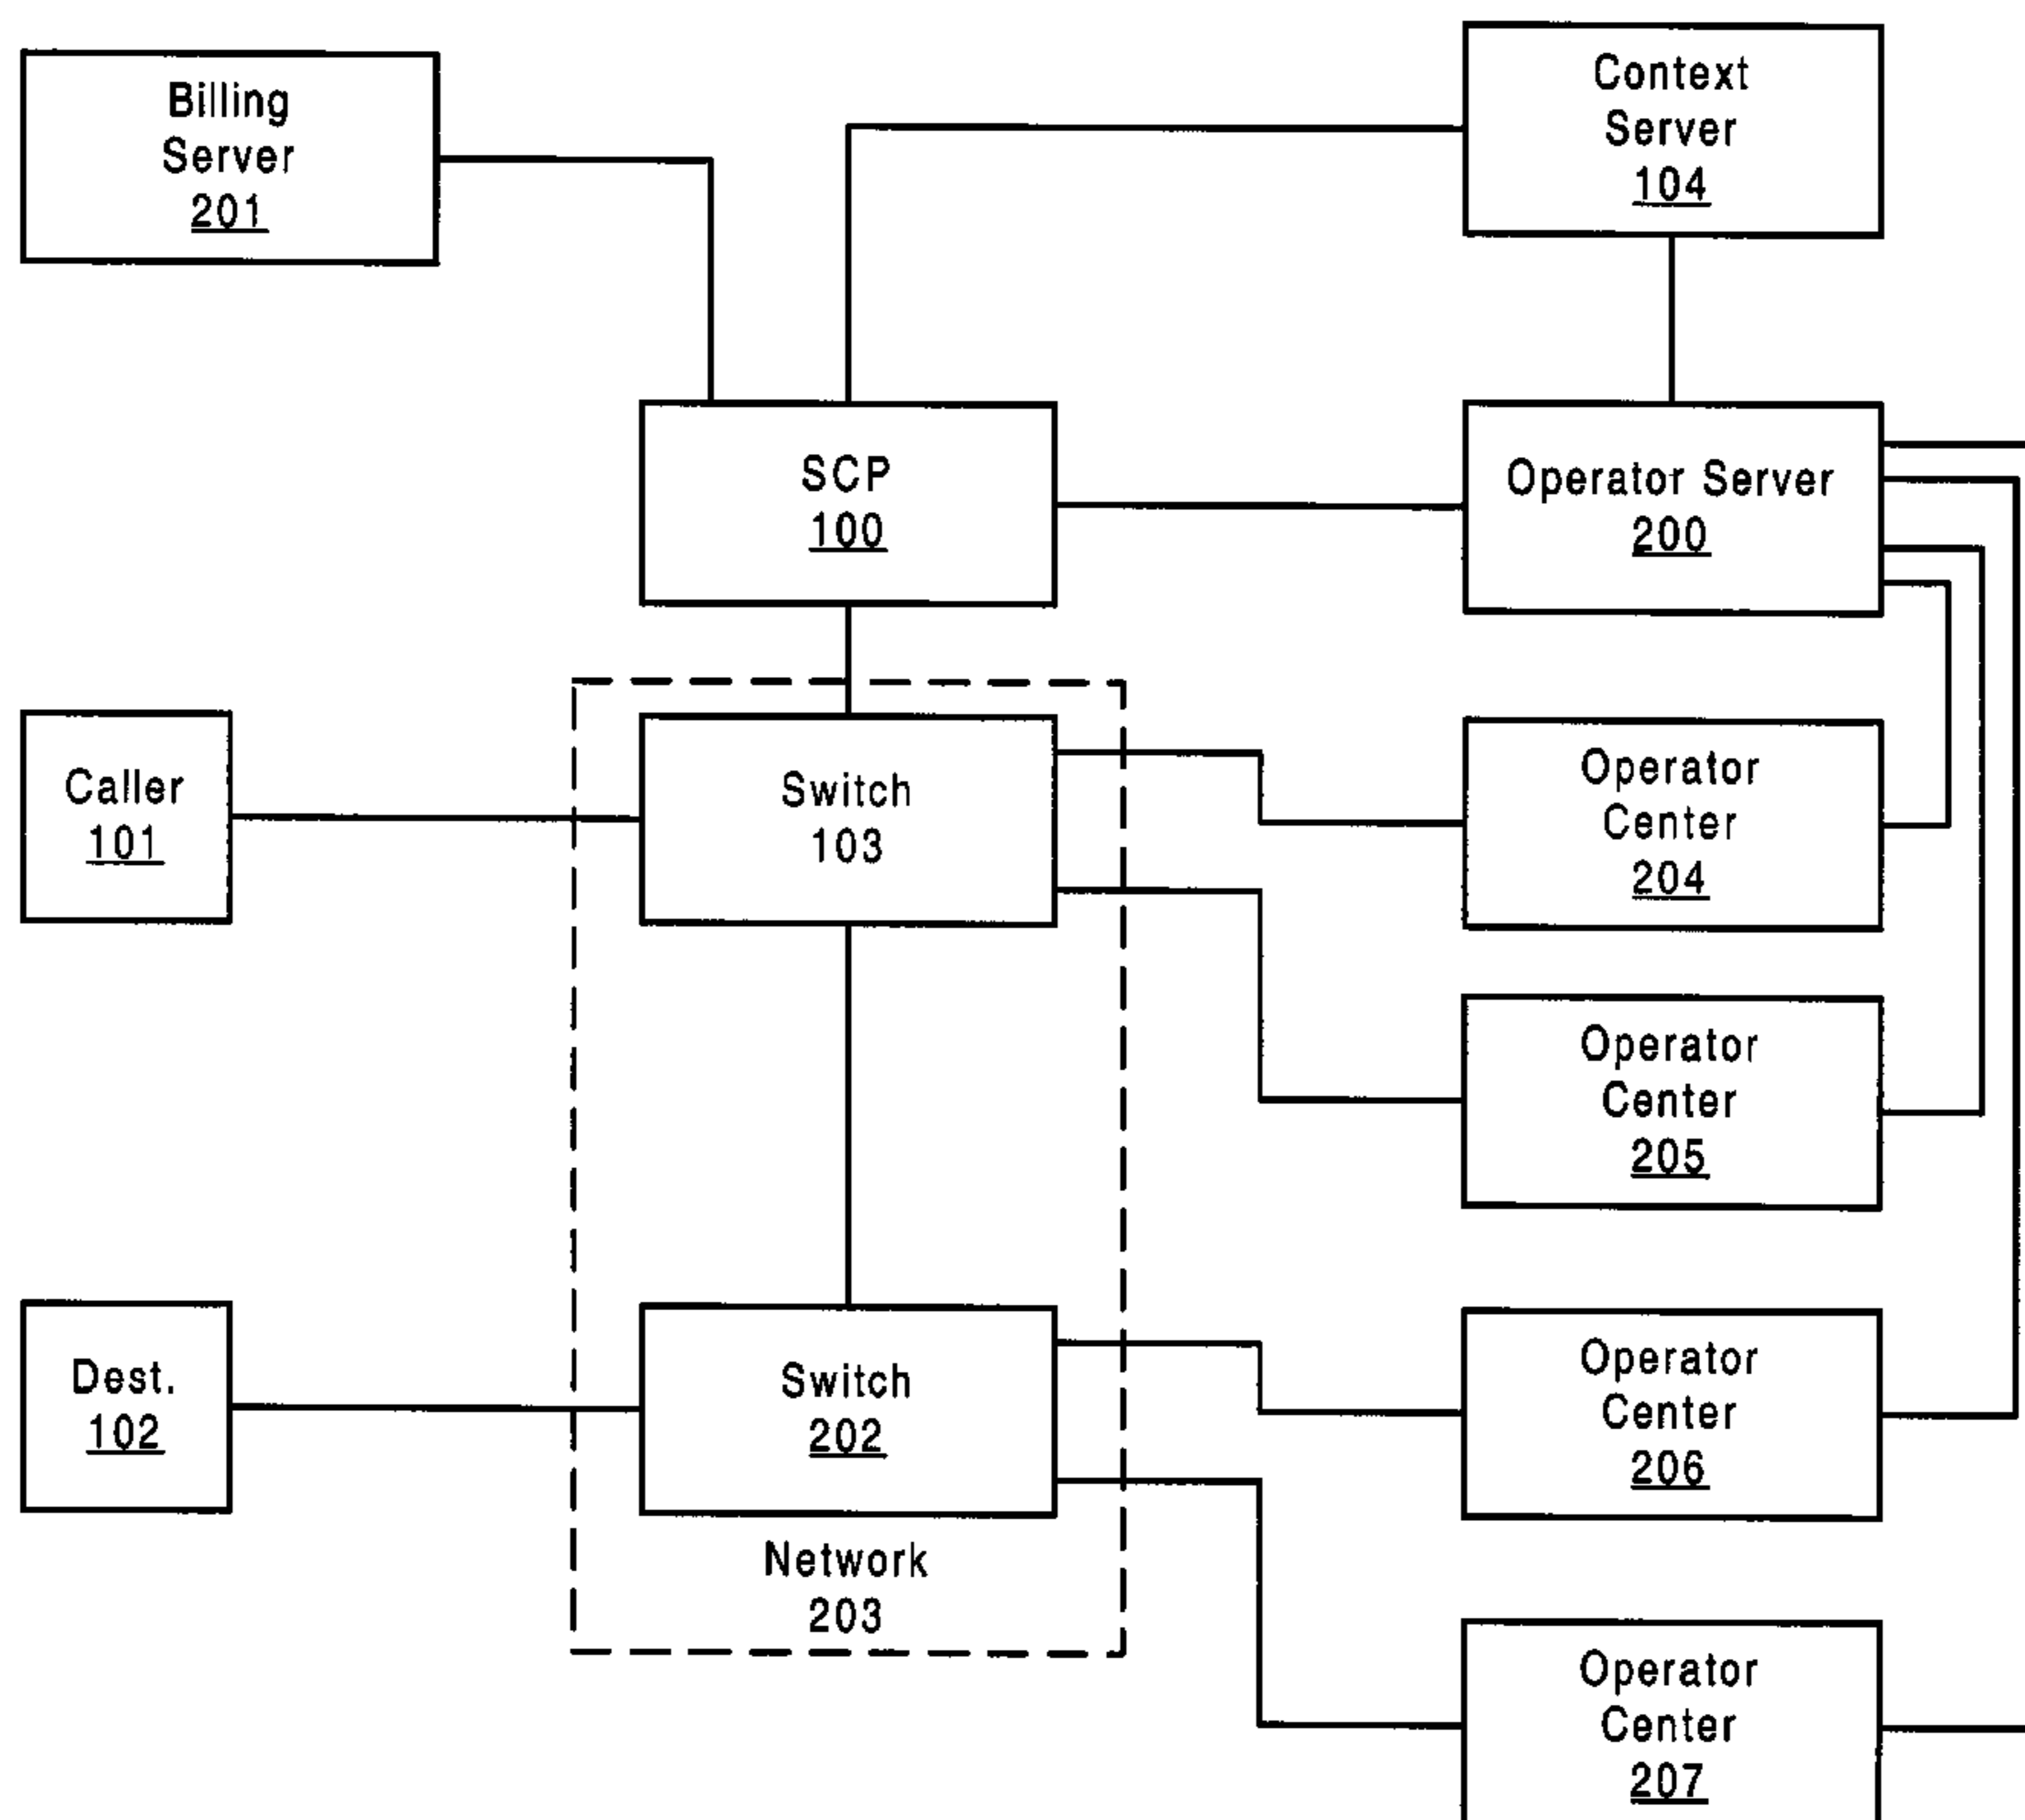 Billing
Server
201
Context
Server
104
SCP
100
Operator Server
200
Caller
101
Switch
103
Operator
Center
204
Operator
Center
205
Dest.
102
Switch
202
Operator
Center
206
Network
203
Operator
Center
207